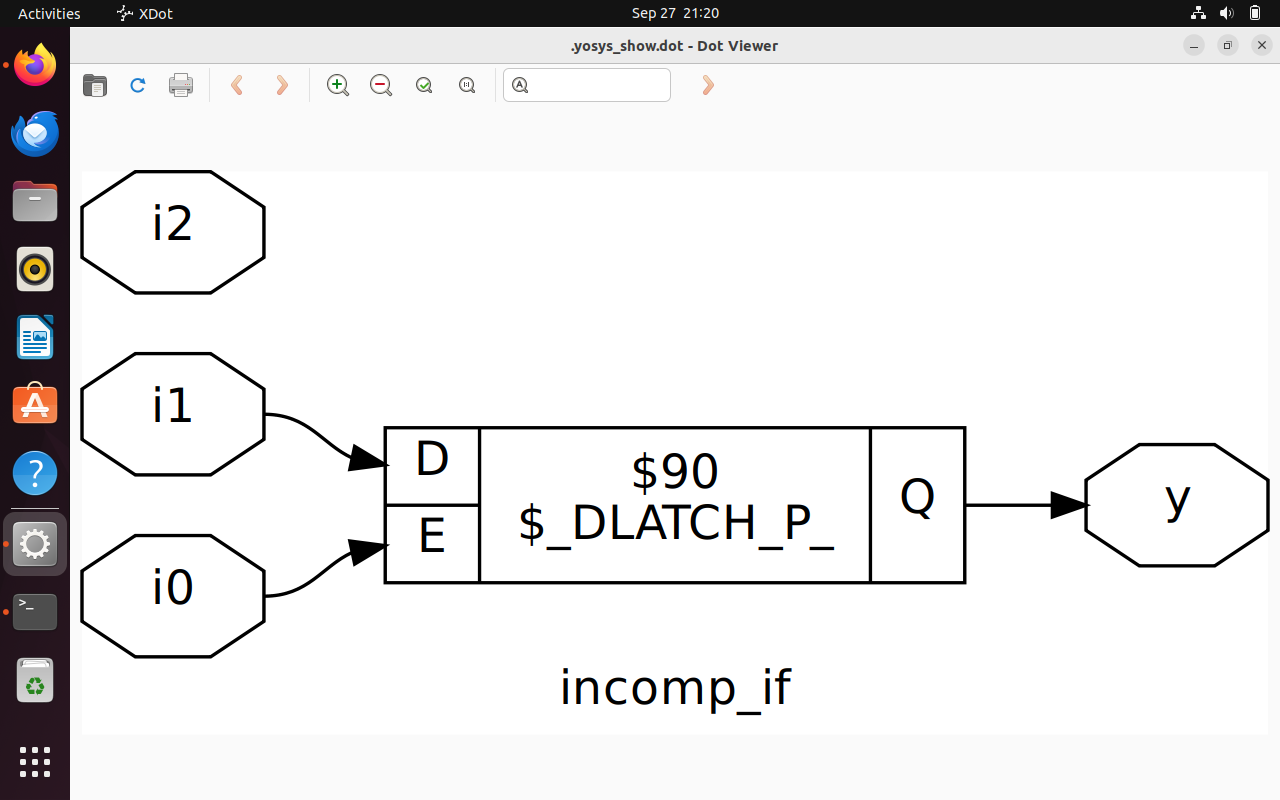 Activities XDot Sep 27 21:20
.yosys_show.dot - Dot Viewer
i2
i1
D
$90
Q
y
$_DLATCH_P_
E
i0
incomp_if